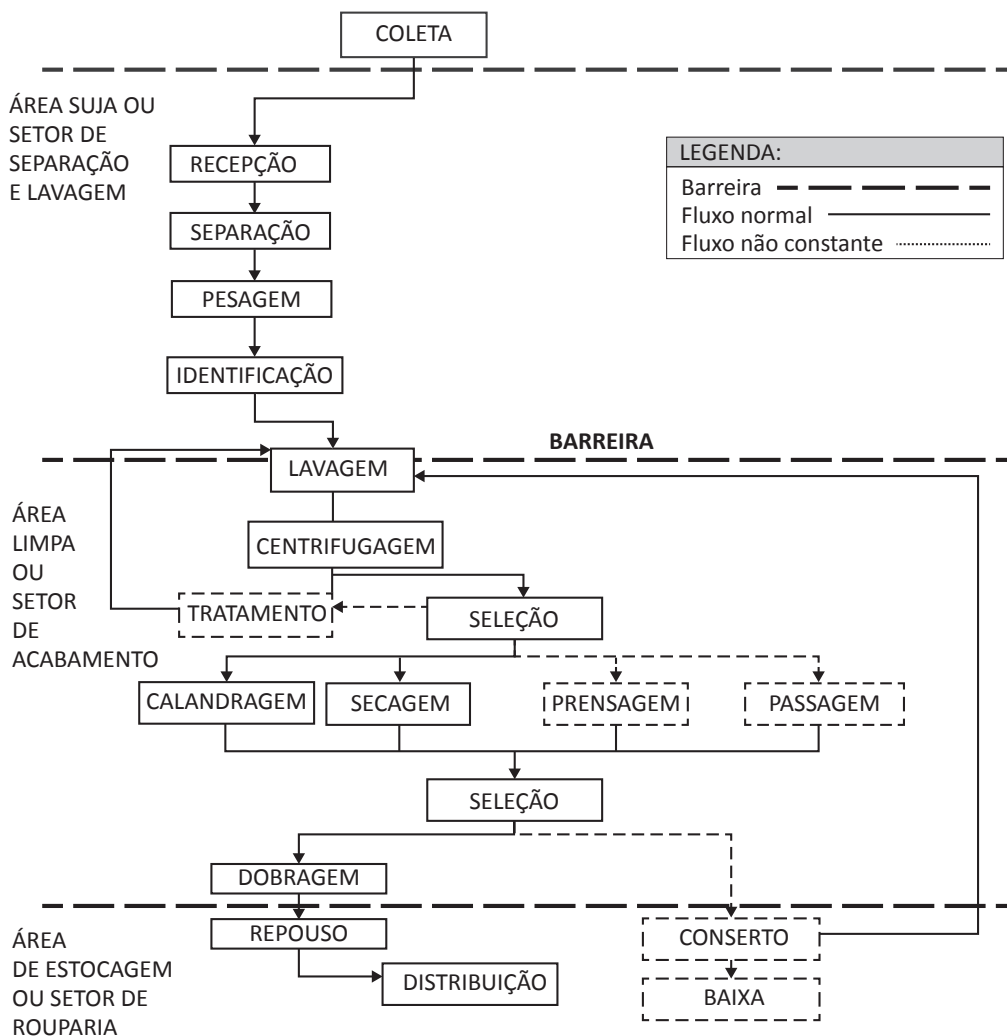 COLETA
ÁREA SUJA OU
SETOR DE
SEPARAÇÃO
E LAVAGEM
RECEPÇÃO
SEPARAÇÃO
PESAGEM
IDENTIFICAÇÃO
LEGENDA:
Barreira
Fluxo normal
Fluxo não constante
BARREIRA
LAVAGEM
ÁREA
LIMPA
OU
SETOR
DE
ACABAMENTO
CENTRIFUGAGEM
TRATAMENTO
SELEÇÃO
CALANDRAGEM
SECAGEM
PRENSAGEM
PASSAGEM
SELEÇÃO
DOBRAGEM
ÁREA
DE ESTOCAGEM
OU SETOR DE
ROUPARIA
REPOUSO
DISTRIBUIÇÃO
CONSERTO
BAIXA